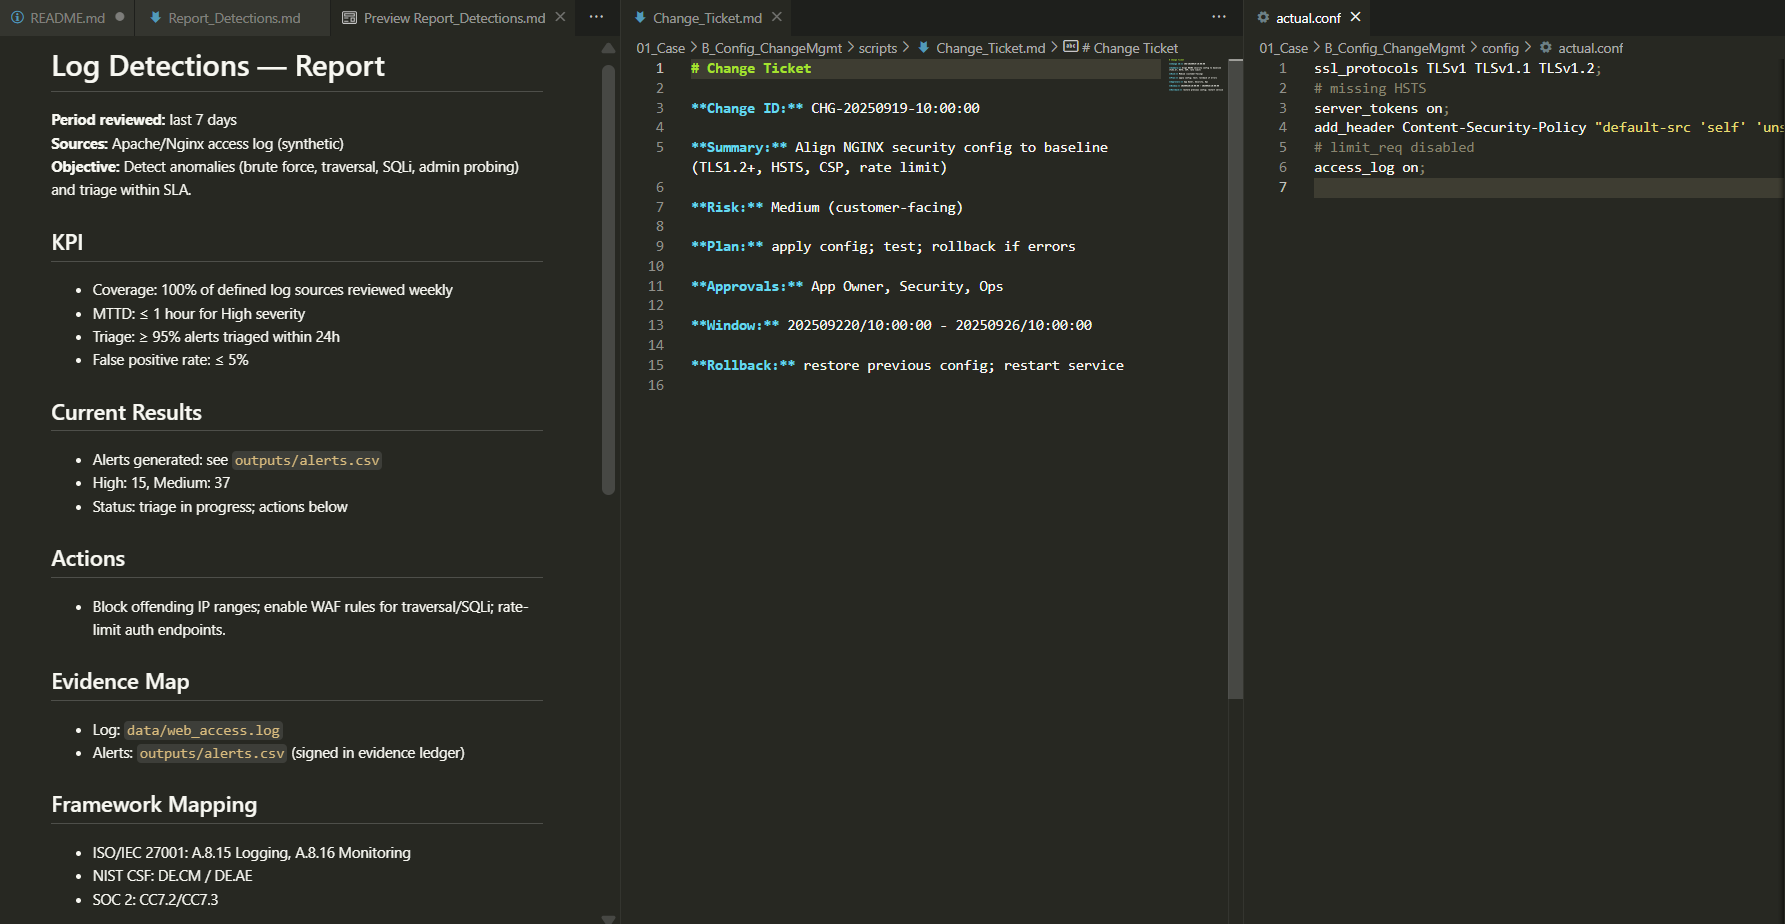 README.md
Report_Detections.md
Preview Report_Detections.md
Log Detections — Report
Period reviewed: last 7 days
Sources: Apache/Nginx access log (synthetic)
Objective: Detect anomalies (brute force, traversal, SQLi, admin probing)
and triage within SLA.
KPI
• Coverage: 100% of defined log sources reviewed weekly
• MTTD: ≤ 1 hour for High severity
• Triage: ≥ 95% alerts triaged within 24h
• False positive rate: ≤ 5%
Current Results
• Alerts generated: see outputs/alerts.csv
• High: 15, Medium: 37
• Status: triage in progress; actions below
Actions
• Block offending IP ranges; enable WAF rules for traversal/SQLi; rate-
limit auth endpoints.
Evidence Map
• Log: data/web_access.log
• Alerts: outputs/alerts.csv (signed in evidence ledger)
Framework Mapping
• ISO/IEC 27001: A.8.15 Logging, A.8.16 Monitoring
• NIST CSF: DE.CM / DE.AE
• SOC 2: CC7.2/CC7.3
Change_Ticket.md
01_Case > B_Config_ChangeMgmt > scripts > Change_Ticket.md > # Change Ticket
1 # Change Ticket
2
3 **Change ID:** CHG-20250919-10:00:00
4
5 **Summary:** Align NGINX security config to baseline
(TLS1.2+, HSTS, CSP, rate limit)
6
7 **Risk:** Medium (customer-facing)
8
9 **Plan:** apply config; test; rollback if errors
10
11 **Approvals:** App Owner, Security, Ops
12
13 **Window:** 202509220/10:00:00 - 20250926/10:00:00
14
15 **Rollback:** restore previous config; restart service
16
actual.conf
01_Case > B_Config_ChangeMgmt > config > actual.conf
1 ssl_protocols TLSv1 TLSv1.1 TLSv1.2;
2 # missing HSTS
3 server_tokens on;
4 add_header Content-Security-Policy "default-src 'self' 'uns
5 # limit_req disabled
6 access_log on;
7